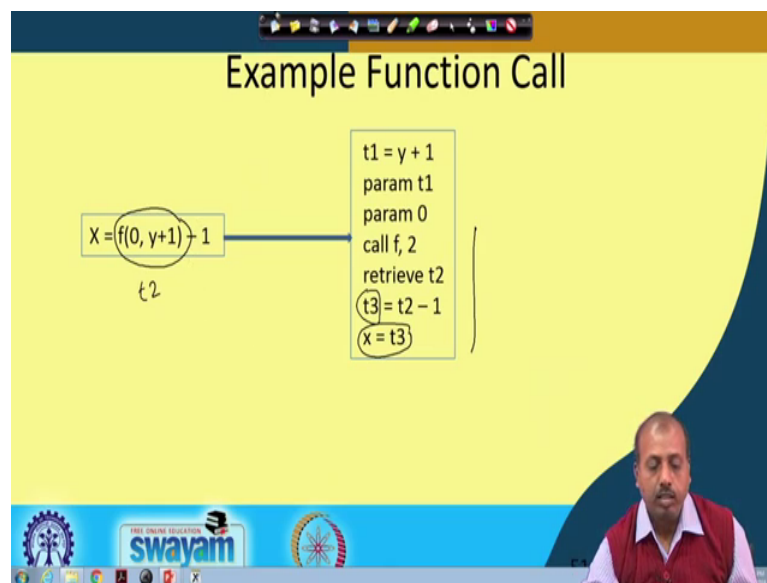 Example Function Call
t1 = y + 1
param t1
param 0
call f, 2
retrieve t2
t3 = t2 – 1
x = t3
X = f(0, y+1) – 1
t2
FREE ONLINE EDUCATION
swayam